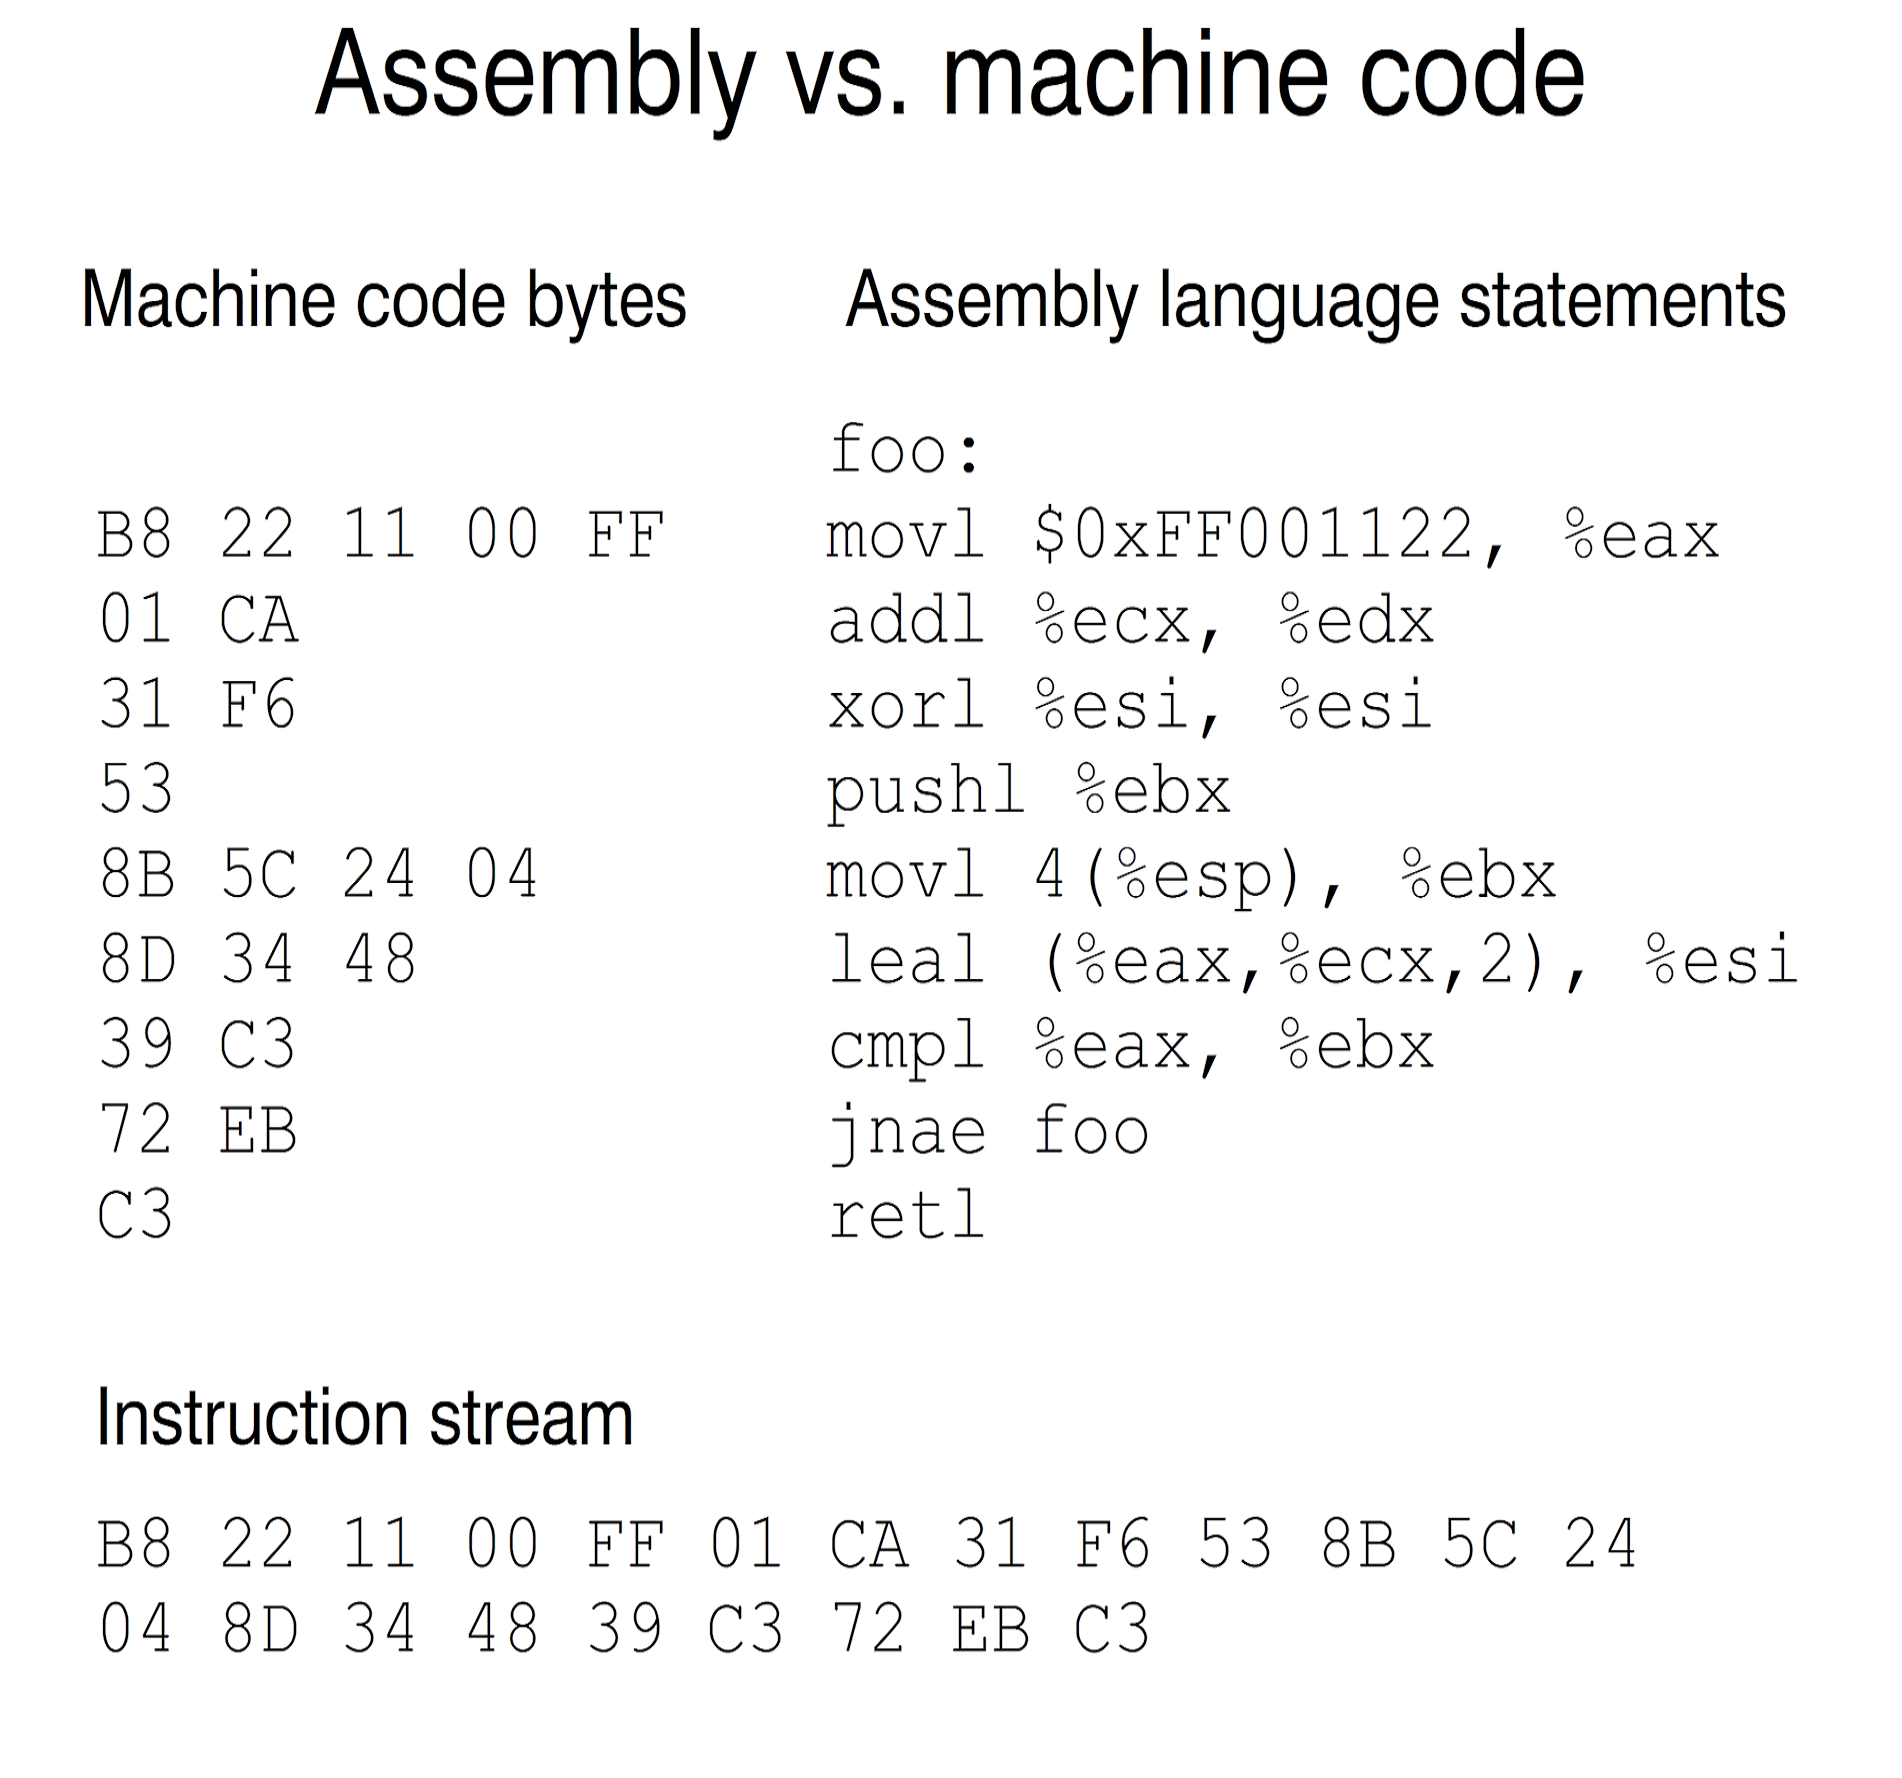 Assembly vs. machine code
Machine code bytes
Assembly language statements
foo:
B8 22 11 00 FF
movl $0xFF001122, %eax
01 CA
addl %ecx, %edx
31 F6
xorl %esi, %esi
53
pushl %ebx
8B 5C 24 04
movl 4(%esp), %ebx
8D 34 48
leal (%eax,%ecx,2), %esi
39 C3
cmpl %eax, %ebx
72 EB
jnae foo
C3
retl
Instruction stream
B8 22 11 00 FF 01 CA 31 F6 53 8B 5C 24
04 8D 34 48 39 C3 72 EB C3